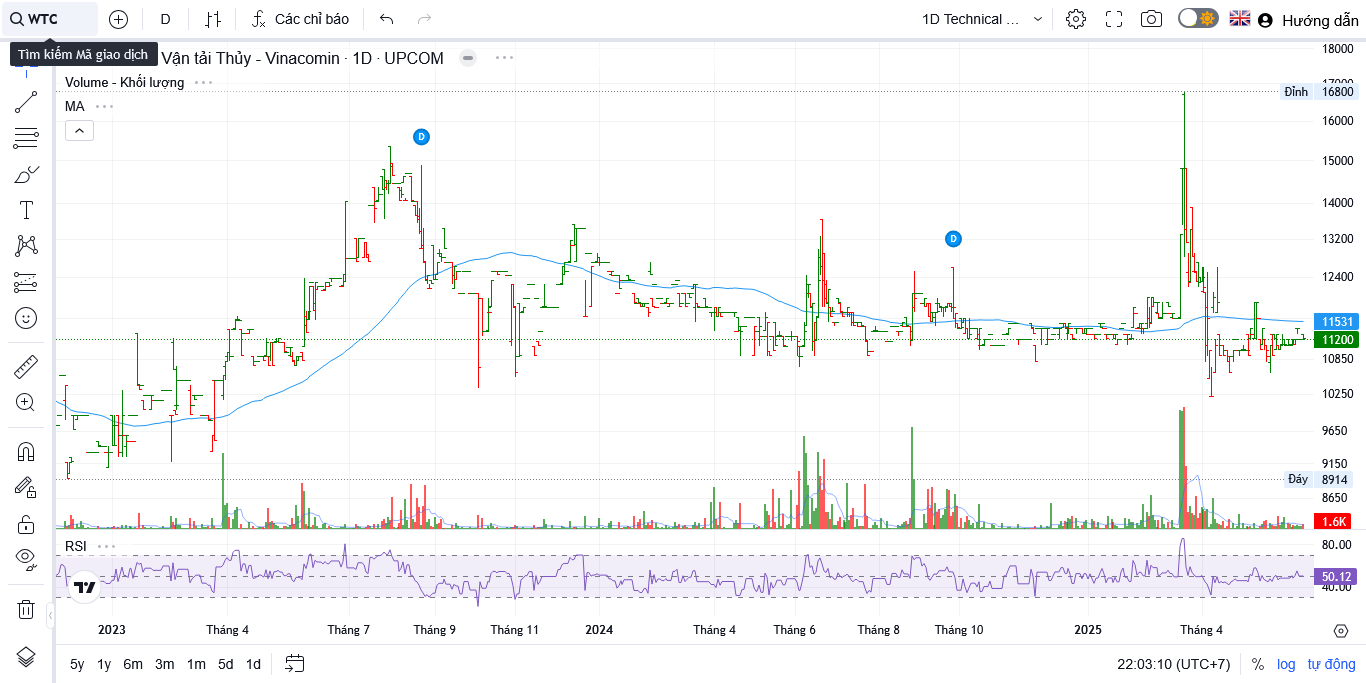 WTC
D
Các chỉ báo
1D Technical ...
Hướng dẫn
Tìm kiếm Mã giao dịch
Vận tải Thủy - Vinacomin · 1D · UPCOM
Volume - Khối lượng
MA
D
D
18000
17000
Đỉnh 16800
16000
15000
14000
13200
12400
11531
11200
10850
10250
9650
9150
Đáy 8914
8650
1.6K
RSI
80.00
50.12
40.00
2023 Tháng 4 Tháng 7 Tháng 9 Tháng 11 2024 Tháng 4 Tháng 6 Tháng 8 Tháng 10 2025 Tháng 4
5y 1y 6m 3m 1m 5d 1d
22:03:10 (UTC+7) % log tự động